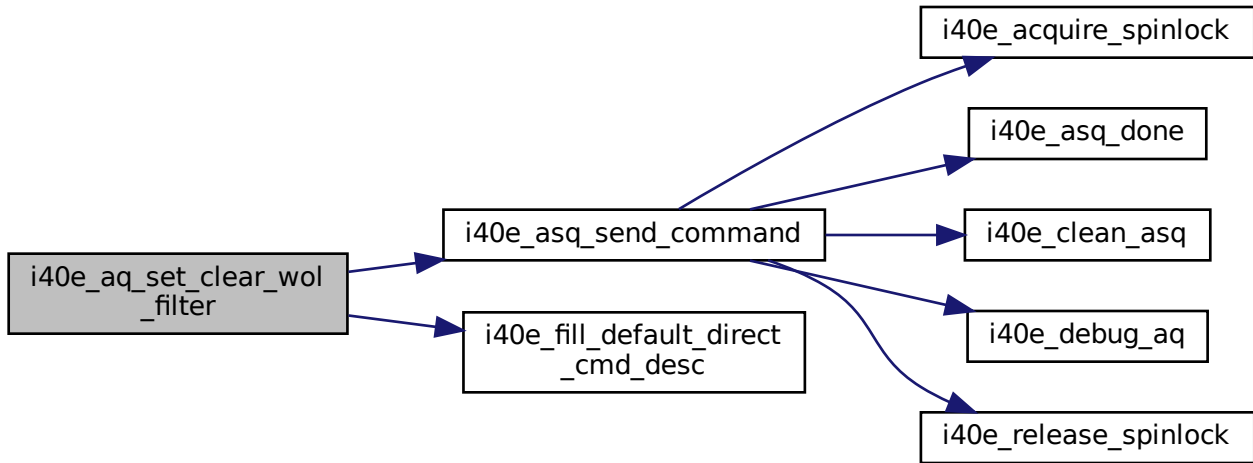 i40e_acquire_spinlock
i40e_asq_done
i40e_asq_send_command
i40e_clean_asq
i40e_aq_set_clear_wol
_filter
i40e_fill_default_direct
_cmd_desc
i40e_debug_aq
i40e_release_spinlock